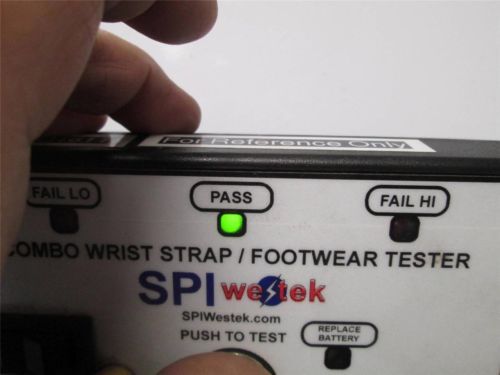 For Reference Only
FAIL LO
PASS
FAIL HI
COMBO WRIST STRAP / FOOTWEAR TESTER
SPI westek
SPIWestek.com
PUSH TO TEST
REPLACE
BATTERY